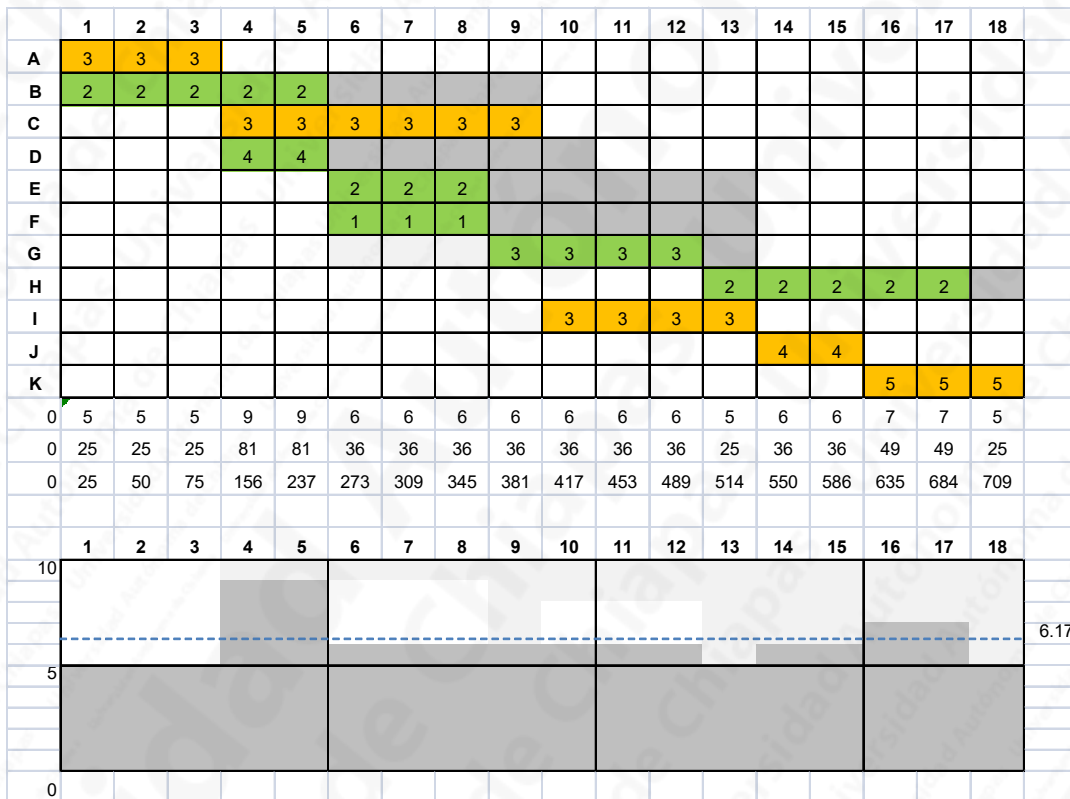 1 2 3 4 5 6 7 8 9 10 11 12 13 14 15 16 17 18
A 3 3 3
B 2 2 2 2 2
C 3 3 3 3 3 3
D 4 4
E 2 2 2
F 1 1 1
G 3 3 3 3
H 2 2 2 2 2
I 3 3 3 3
J 4 4
K 5 5 5
0 5 5 5 9 9 6 6 6 6 6 6 6 5 6 6 7 7 5
0 25 25 25 81 81 36 36 36 36 36 36 36 25 36 36 49 49 25
0 25 50 75 156 237 273 309 345 381 417 453 489 514 550 586 635 684 709
1 2 3 4 5 6 7 8 9 10 11 12 13 14 15 16 17 18
10
6.17
5
0